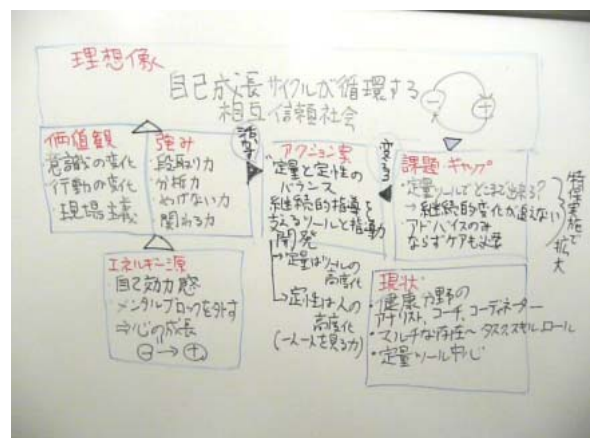 理想像
自己成長サイクルが循環する
相互信頼社会
- +
価値観
意識の変化
行動の変化
・現場主義
強み
・段取り力
・分析力
・めげない力
・関わる力
活かす
アクション案
"定量と定性の
バランス
継続的指導を
支えるツールと指導力
開発
→定量はツールの
高度化
→定性は人の
高度化
(一人一人を見る力)
変える
課題・ギャップ
・定量ツールでどこまで出来る?
→継続的変化が追えない
・アドバイスのみ
ならずケアも必要
で
拡大
エネルギー源
・自己効力感
・メンタルブロックを外す
⇒心の成長
⊖→⊕
現状
・健康分野の
アナリスト、コーチ、コーディネーター
・マルチな存在〜タスク、スキル、ロール
・定量ツール中心